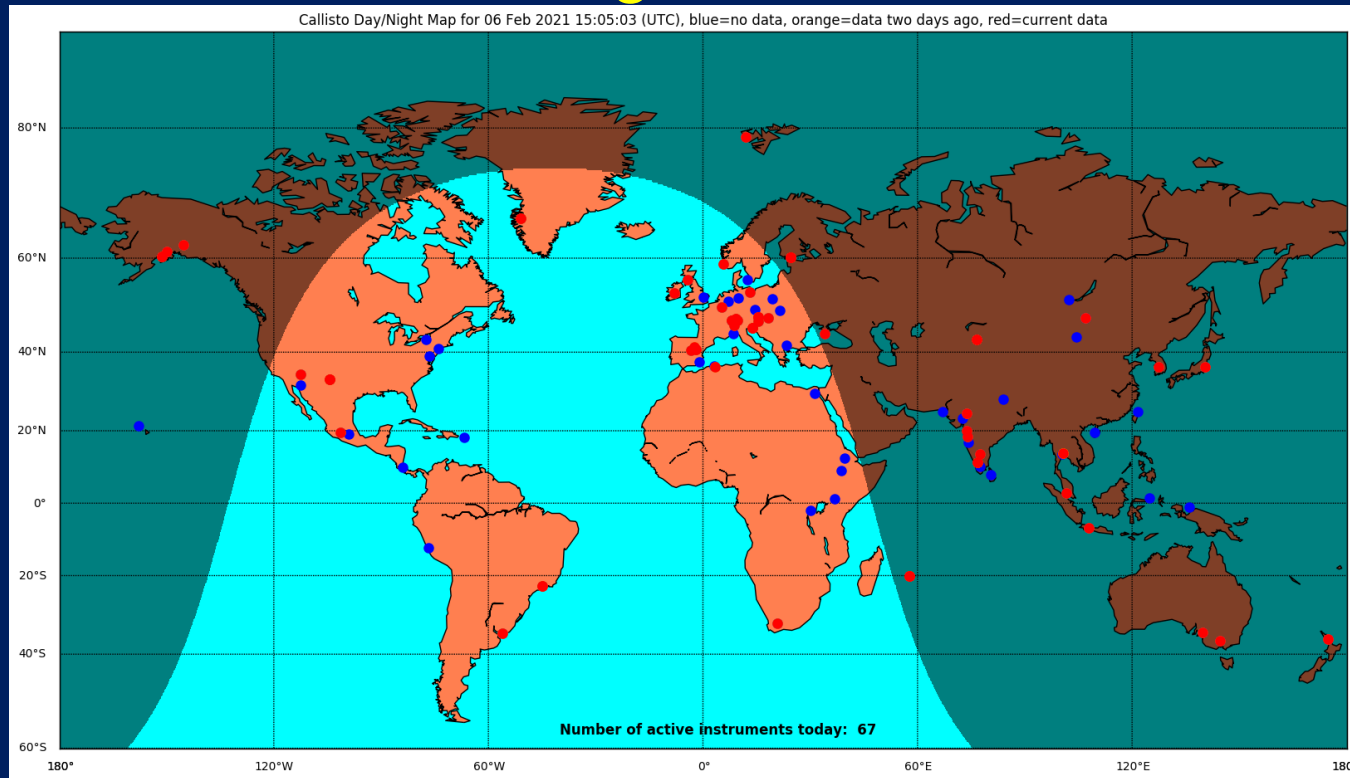 Callisto Day/Night Map for 06 Feb 2021 15:05:03 (UTC), blue=no data, orange=data two days ago, red=current data
80°N
60°N
40°N
20°N
0°
20°S
40°S
60°S
Number of active instruments today: 67
180°
120°W
60°W
0°
60°E
120°E